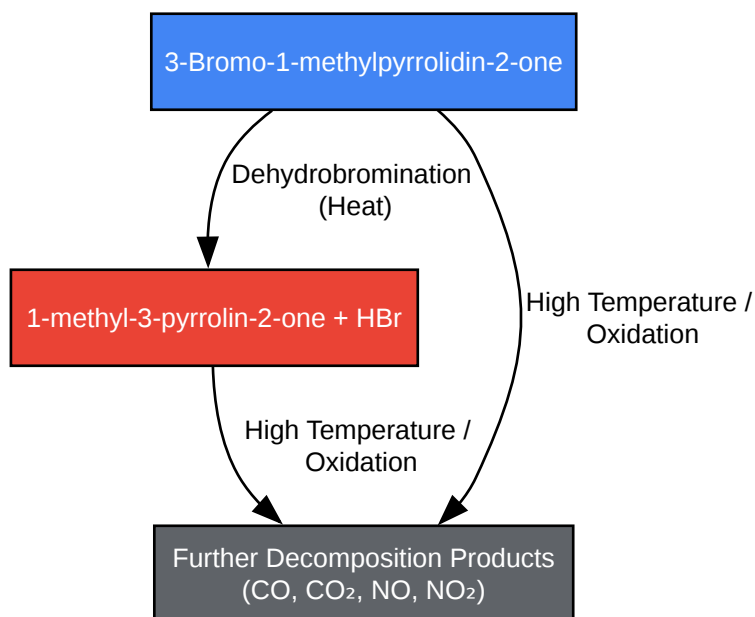 3-Bromo-1-methylpyrrolidin-2-one
Dehydrobromination
(Heat)
1-methyl-3-pyrrolin-2-one + HBr
High Temperature /
Oxidation
High Temperature /
Oxidation
Further Decomposition Products
(CO, CO₂, NO, NO₂)